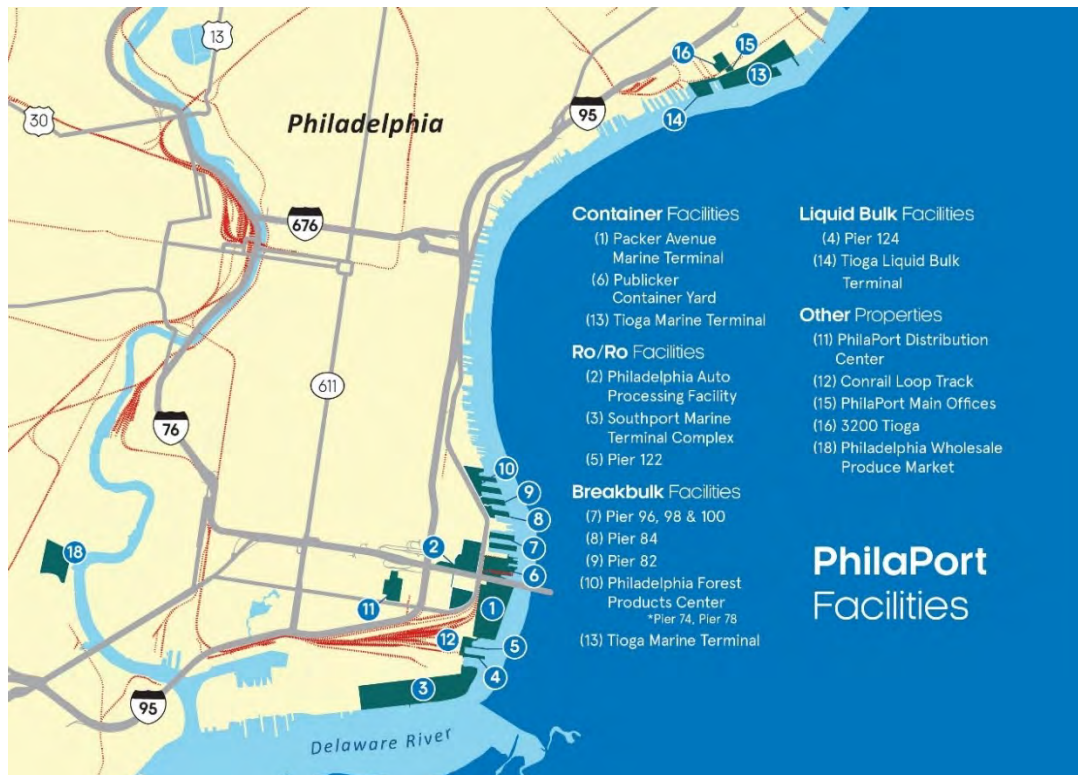 13
30
Philadelphia
95
16
15
13
14
676
611
76
10
9
8
7
6
2
18
11
1
12
5
4
3
95
Delaware River
Container Facilities
(1) Packer Avenue
Marine Terminal
(6) Publicker
Container Yard
(13) Tioga Marine Terminal
Ro/Ro Facilities
(2) Philadelphia Auto
Processing Facility
(3) Southport Marine
Terminal Complex
(5) Pier 122
Breakbulk Facilities
(7) Pier 96, 98 & 100
(8) Pier 84
(9) Pier 82
(10) Philadelphia Forest
Products Center
*Pier 74, Pier 78
(13) Tioga Marine Terminal
Liquid Bulk Facilities
(4) Pier 124
(14) Tioga Liquid Bulk
Terminal
Other Properties
(11) PhilaPort Distribution
Center
(12) Conrail Loop Track
(15) PhilaPort Main Offices
(16) 3200 Tioga
(18) Philadelphia Wholesale
Produce Market
PhilaPort
Facilities